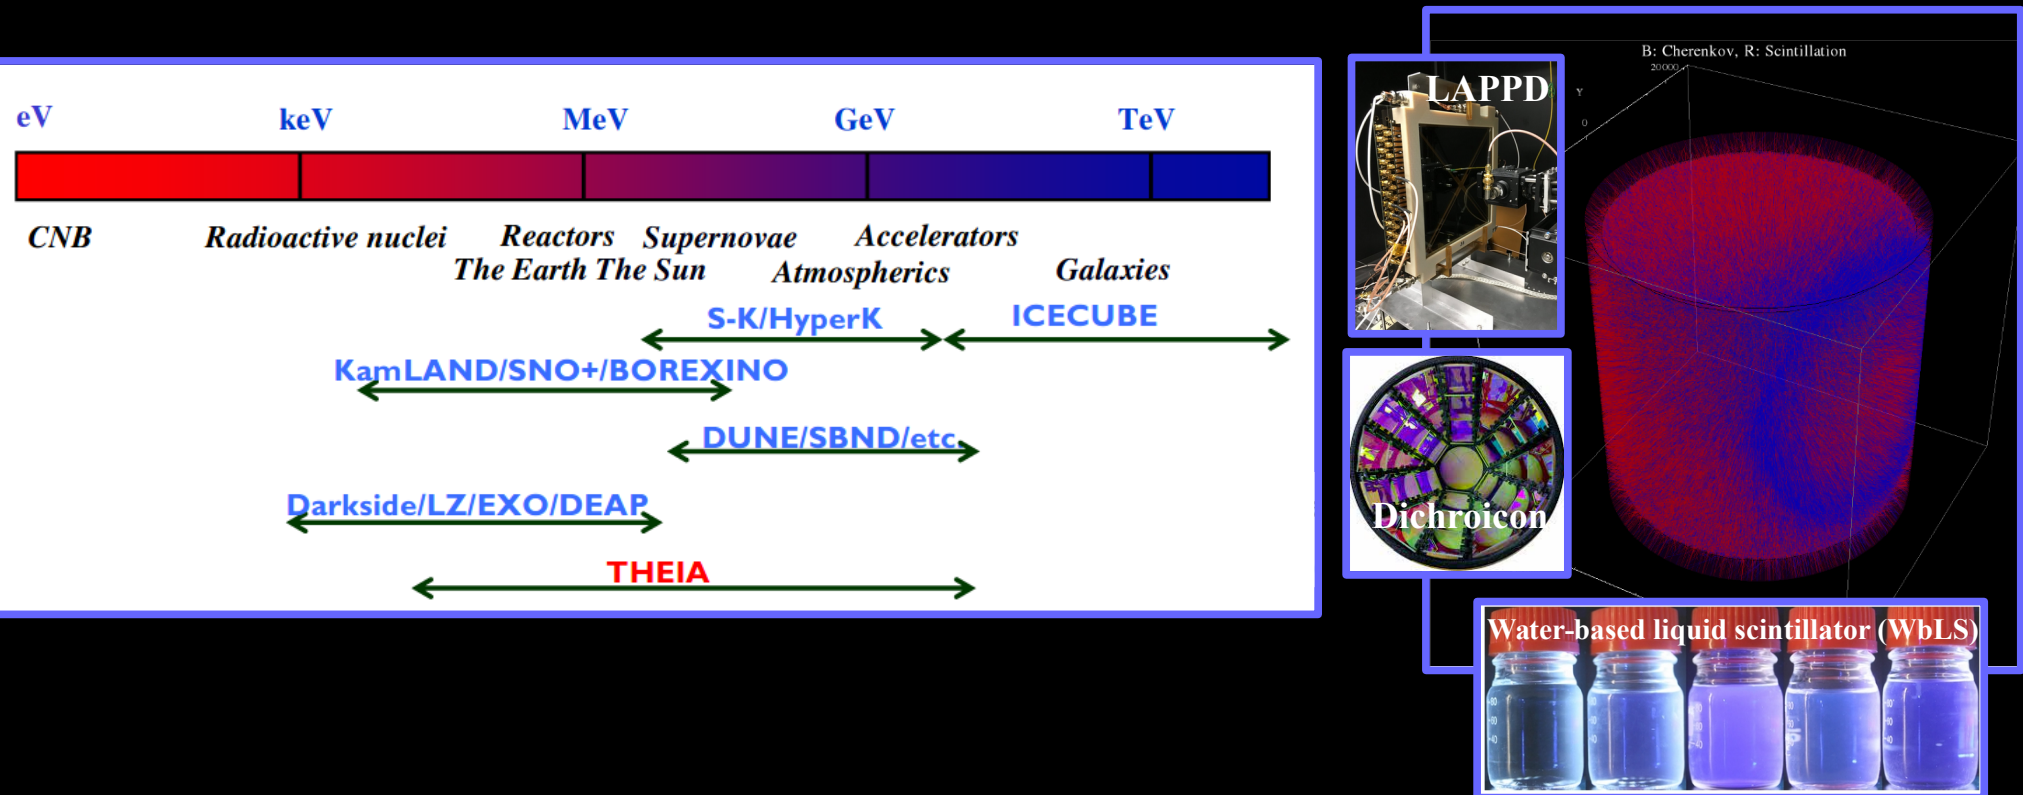 eV keV MeV GeV TeV
CNB Radioactive nuclei Reactors Supernovae Accelerators
The Earth The Sun Atmospherics Galaxies
S-K/HyperK ICECUBE
KamLAND/SNO+/BOREXINO
DUNE/SBND/etc.
Darkside/LZ/EXO/DEAP
THEIA
LAPPD
Dichroicon
B: Cherenkov, R: Scintillation
20000
Y
0
Water-based liquid scintillator (WbLS)